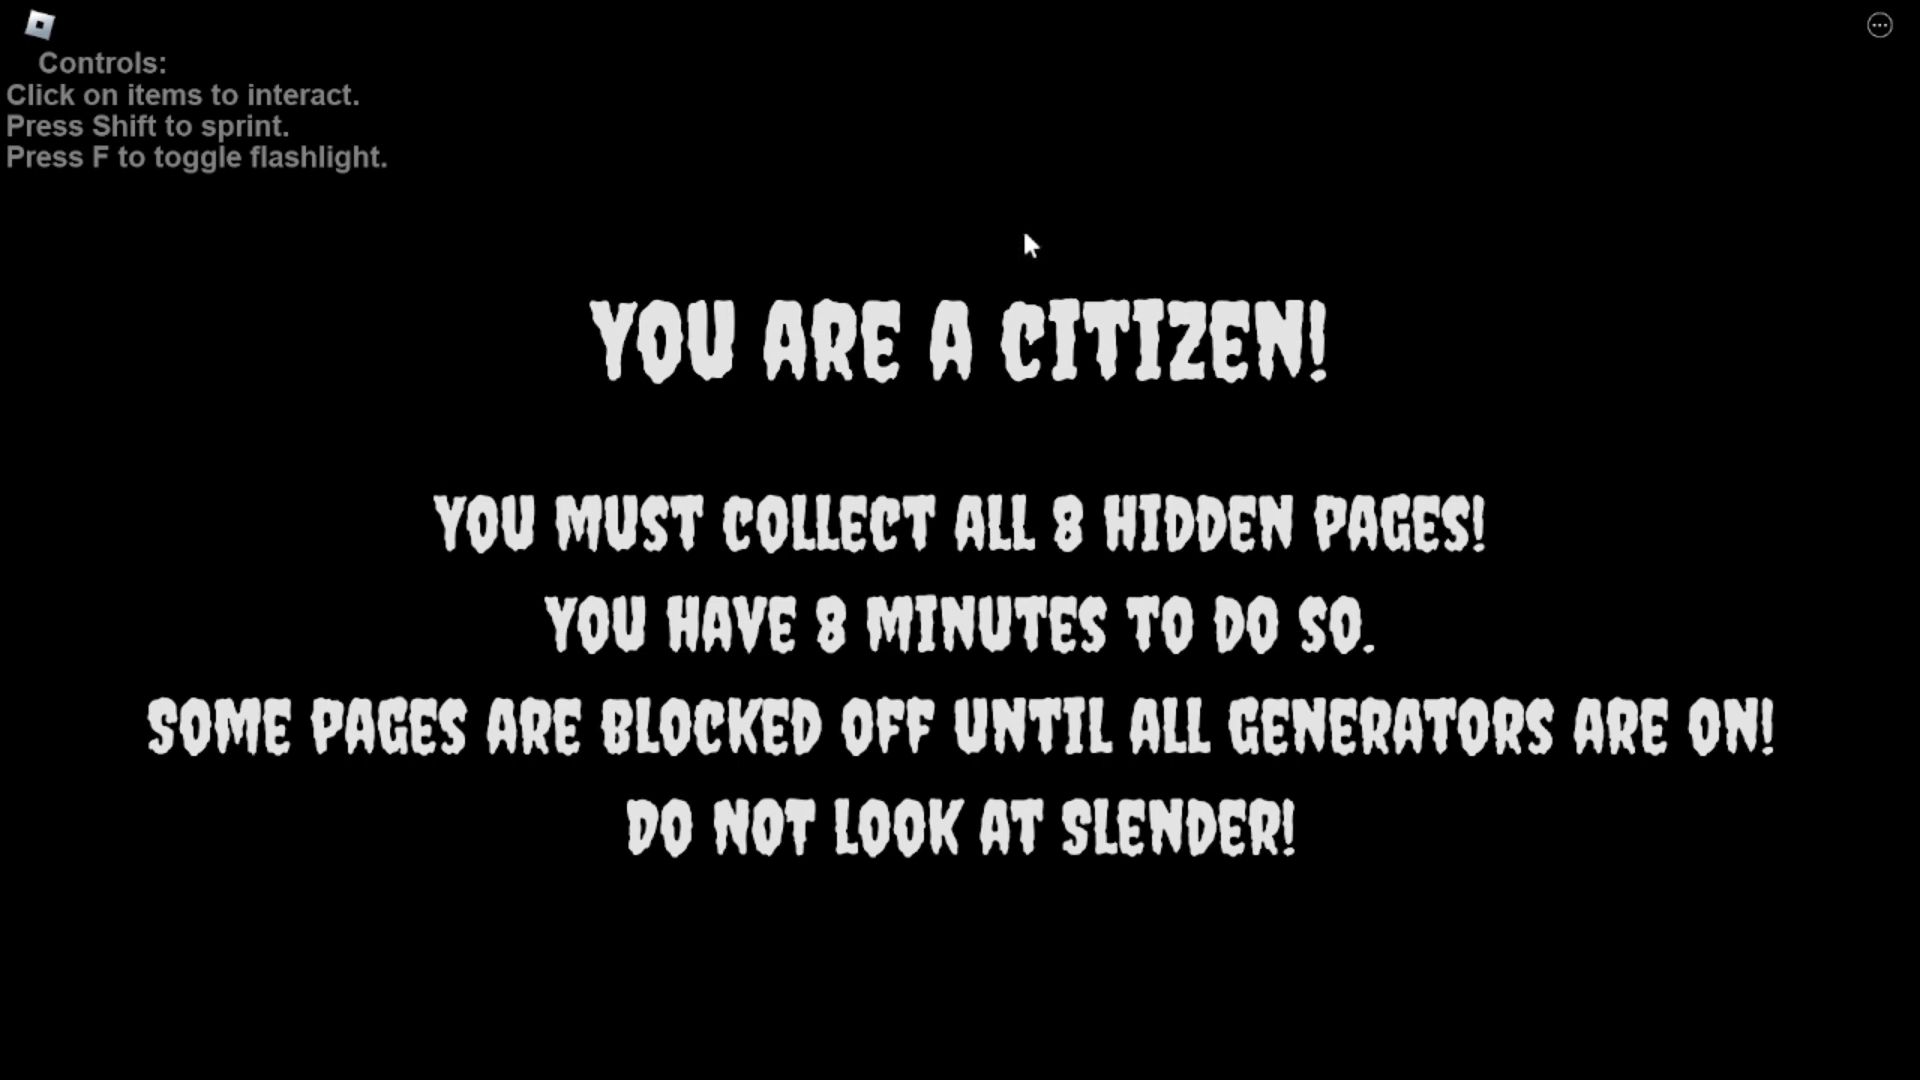 Controls:
Click on items to interact.
Press Shift to sprint.
Press F to toggle flashlight.
YOU ARE A CITIZEN!
YOU MUST COLLECT ALL 8 HIDDEN PAGES!
YOU HAVE 8 MINUTES TO DO SO.
SOME PAGES ARE BLOCKED OFF UNTIL ALL GENERATORS ARE ON!
DO NOT LOOK AT SLENDER!